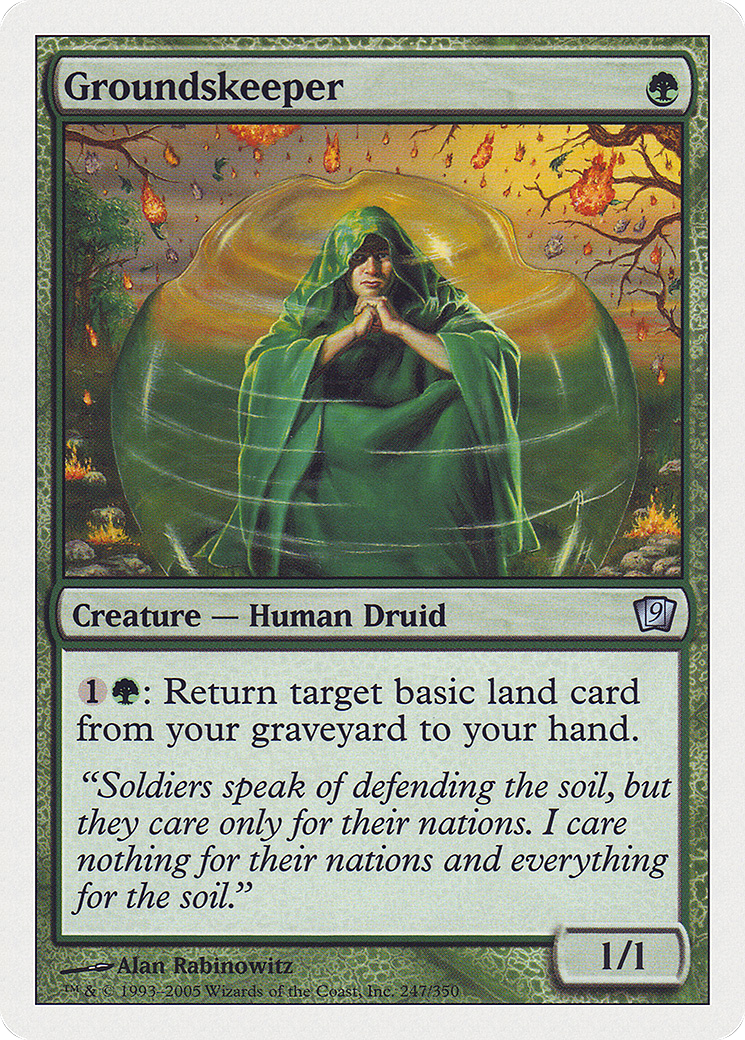 Groundskeeper
Creature — Human Druid
9
1: Return target basic land card
from your graveyard to your hand.
“Soldiers speak of defending the soil, but
they care only for their nations. I care
nothing for their nations and everything
for the soil.”
1/1
Alan Rabinowitz
™ & © 1993–2005 Wizards of the Coast, Inc. 247/350